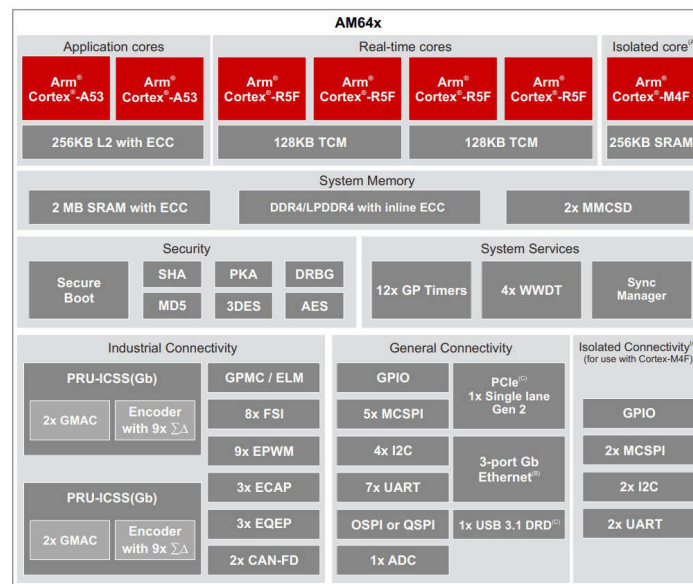 AM64x
Application cores
Real-time cores
Isolated core(A
Arm®
Cortex®-A53
Arm®
Cortex®-A53
Arm®
Cortex®-R5F
Arm®
Cortex®-R5F
Arm®
Cortex®-R5F
Arm®
Cortex®-R5F
Arm®
Cortex®-M4F
256KB L2 with ECC
128KB TCM
128KB TCM
256KB SRAM
System Memory
2 MB SRAM with ECC
DDR4/LPDDR4 with inline ECC
2x MMCSD
Security
Secure
Boot
SHA
PKA
DRBG
MD5
3DES
AES
System Services
12x GP Timers
4x WWDT
Sync
Manager
Industrial Connectivity
PRU-ICSS(Gb)
2x GMAC
Encoder
with 9x ∑∆
PRU-ICSS(Gb)
2x GMAC
Encoder
with 9x ∑∆
GPMC / ELM
8x FSI
9x EPWM
3x ECAP
3x EQEP
2x CAN-FD
General Connectivity
GPIO
5x MCSPI
4x I2C
7x UART
OSPI or QSPI
1x ADC
PCIe(C)
1x Single lane
Gen 2
3-port Gb
Ethernet(B)
1x USB 3.1 DRD(C)
Isolated Connectivity(
(for use with Cortex-M4F)
GPIO
2x MCSPI
2x I2C
2x UART